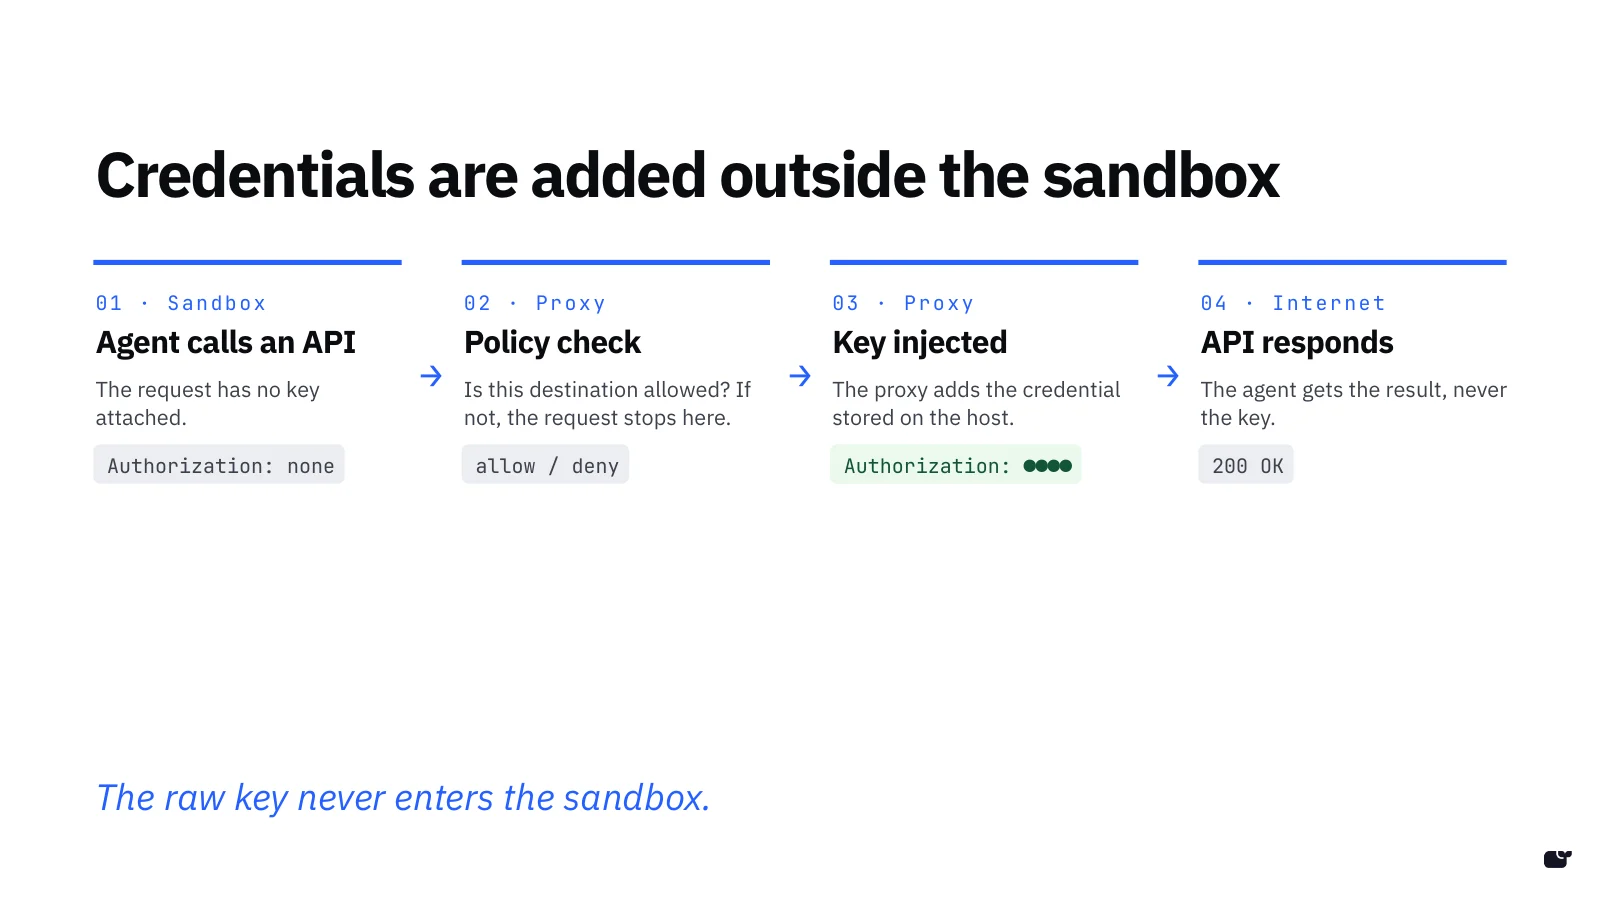 Credentials are added outside the sandbox
01 · Sandbox
Agent calls an API
The request has no key
attached.
Authorization: none
→
02 · Proxy
Policy check
Is this destination allowed? If
not, the request stops here.
allow / deny
→
03 · Proxy
Key injected
The proxy adds the credential
stored on the host.
Authorization: ●●●●
→
04 · Internet
API responds
The agent gets the result, never
the key.
200 OK
The raw key never enters the sandbox.